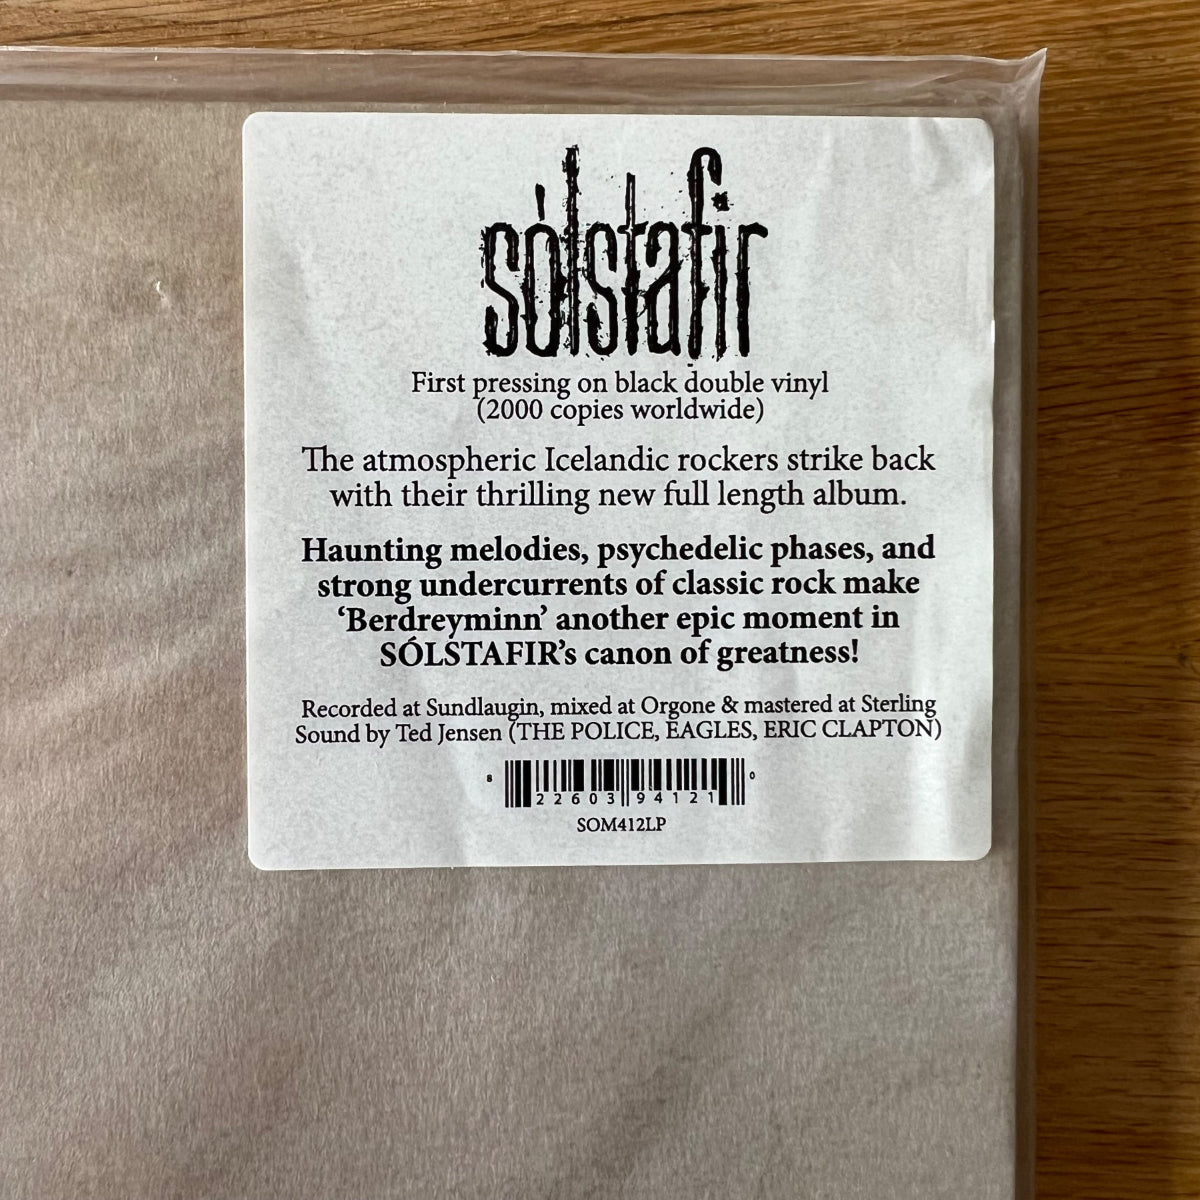 sólstafir
First pressing on black double vinyl
(2000 copies worldwide)
The atmospheric Icelandic rockers strike back
with their thrilling new full length album.
Haunting melodies, psychedelic phases, and
strong undercurrents of classic rock make
‘Berdreyminn’ another epic moment in
SÓLSTAFIR’s canon of greatness!
Recorded at Sundlaugin, mixed at Orgone & mastered at Sterling
Sound by Ted Jensen (THE POLICE, EAGLES, ERIC CLAPTON)
8 22603 94121 0
SOM412LP